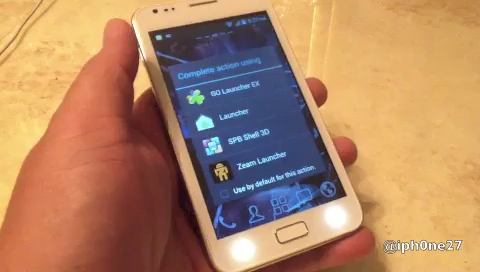 Complete action using
GO Launcher EX
Launcher
SPB Shell 3D
Zeam Launcher
Use by default for this action.
@iph0ne27